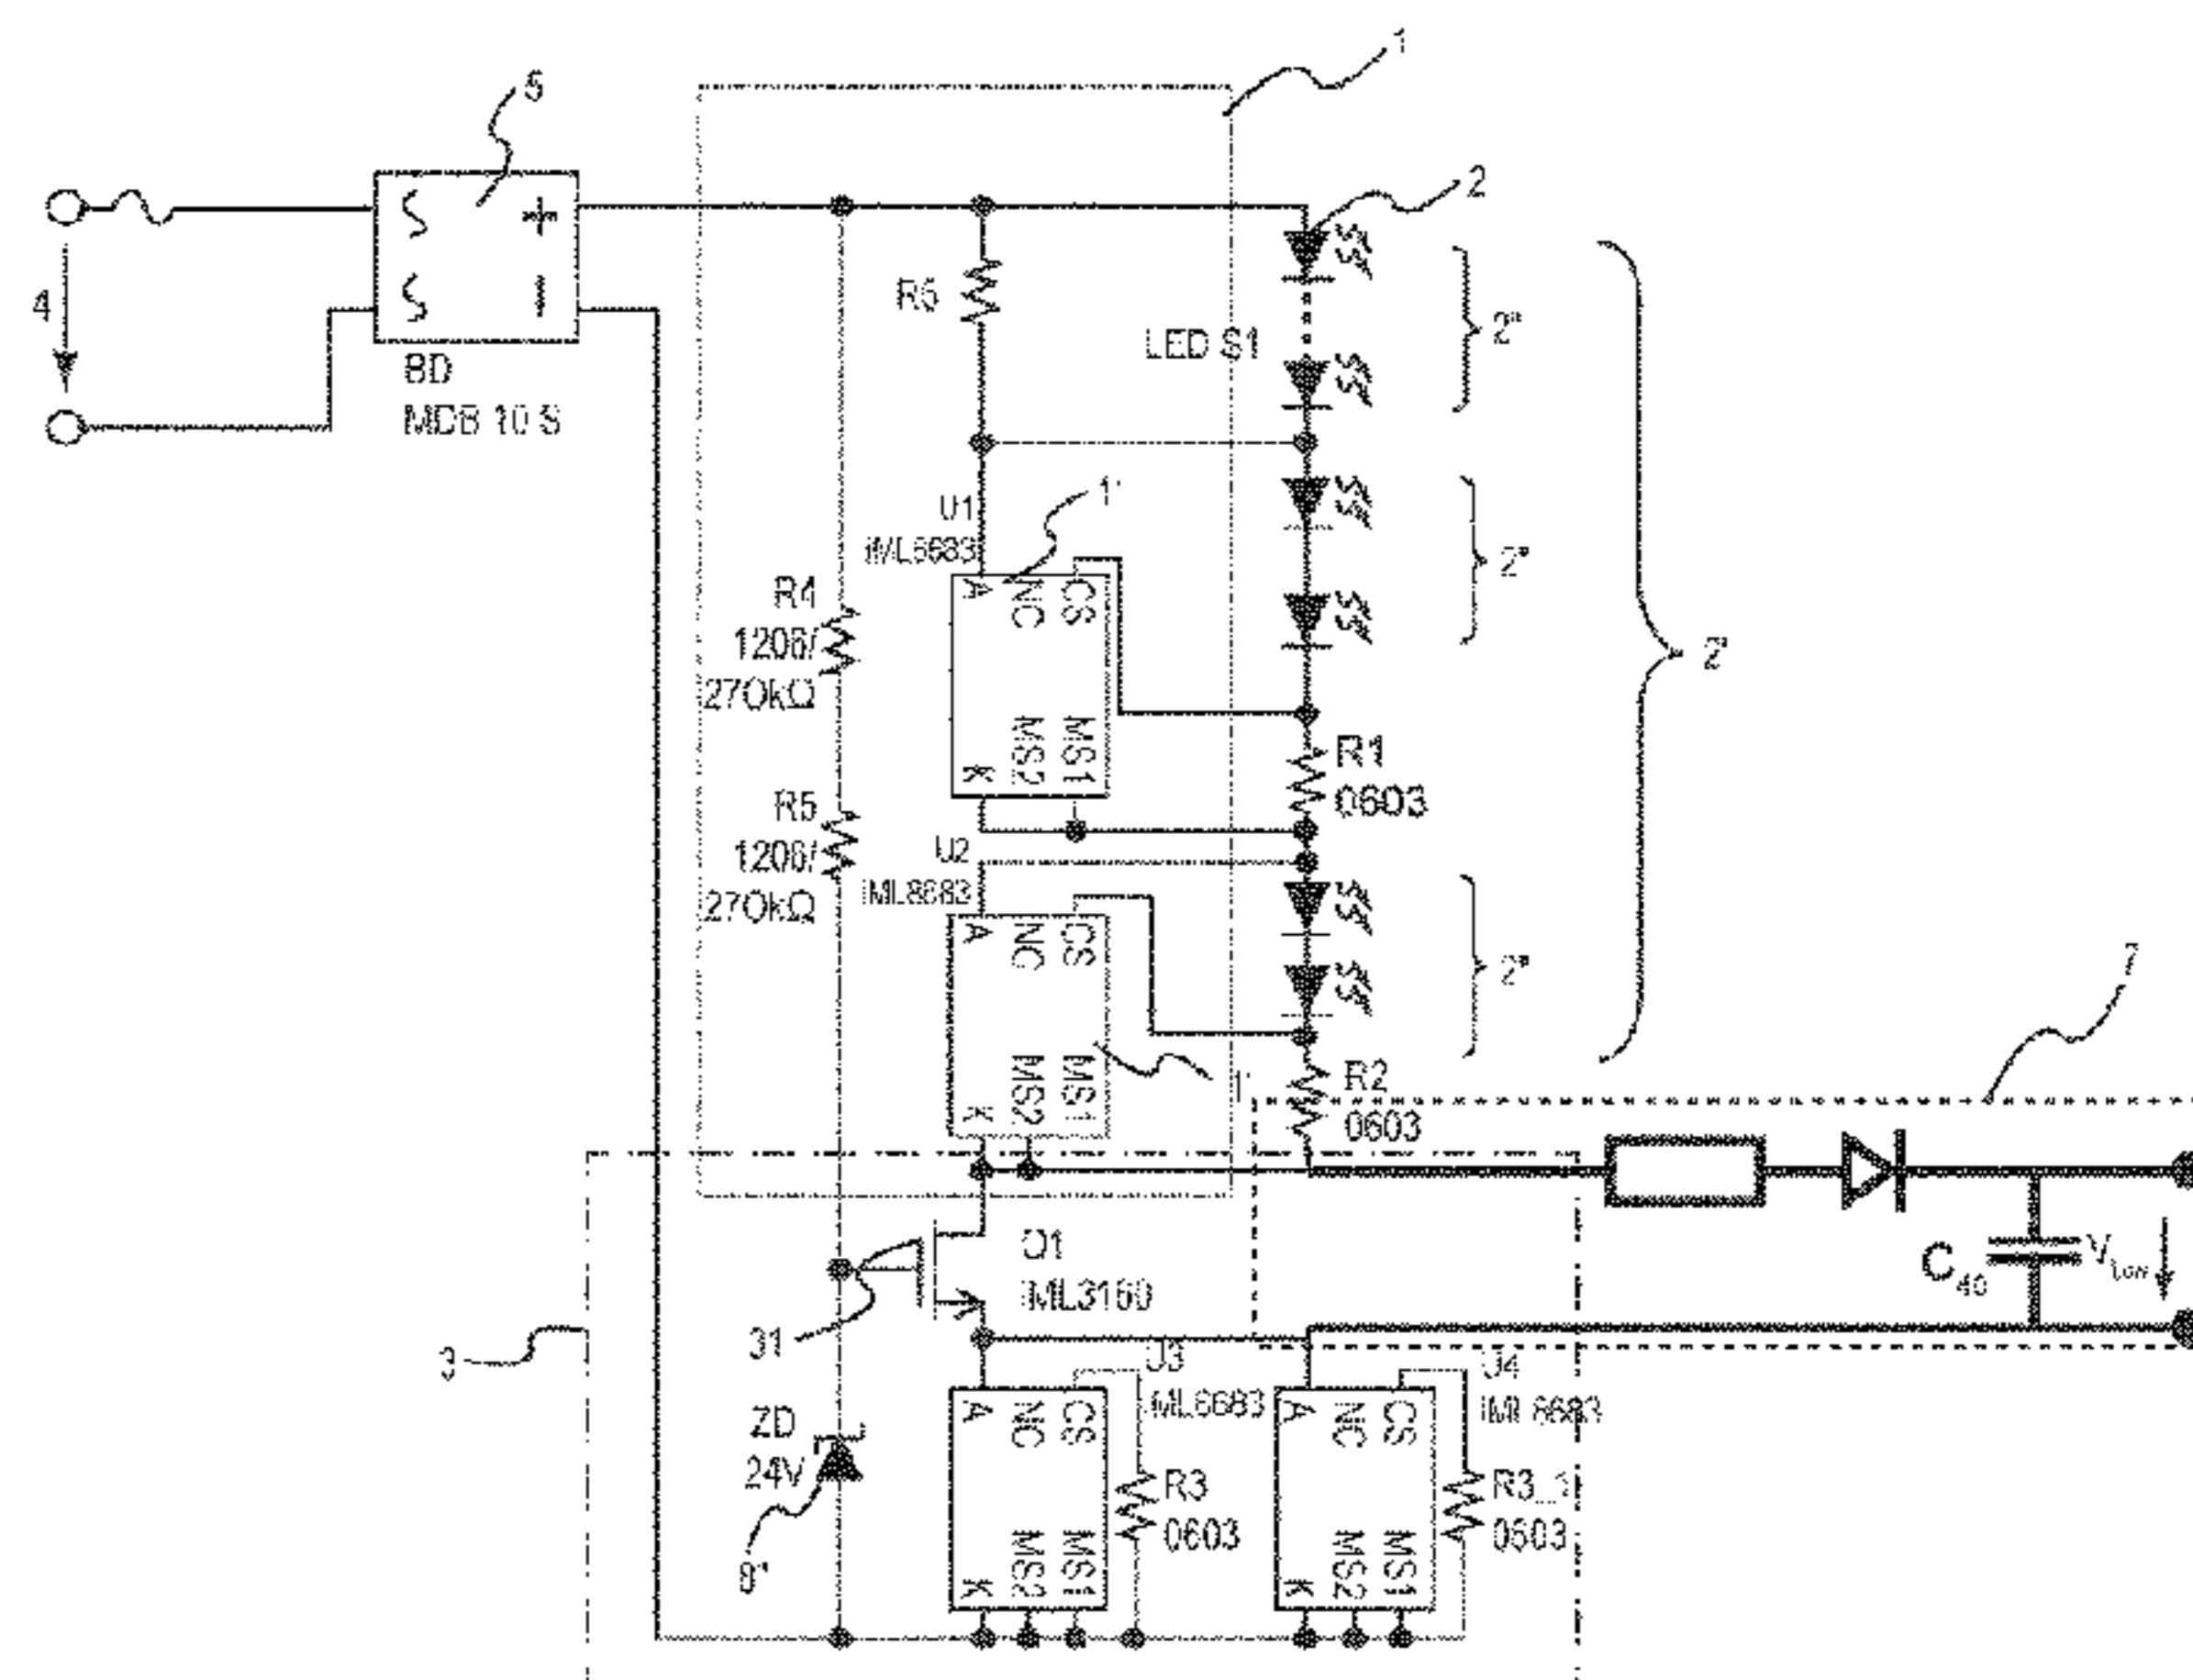 1
5
2
4
+
−
BD
MDB 10 S
R6
LED S1
2"
U1
iML8683
1'
2"
A
NC
CS
R4
1206/
270kΩ
2'
K
MS2
MS1
R1
0603
R5
1206/
270kΩ
U2
iML8683
A
NC
CS
2"
7
K
MS2
MS1
1'
R2
0603
Q1
iML3160
C40
VLow
31
3
U3
iML8683
U4
iML8683
A
NC
CS
A
NC
CS
ZD
24V
R3
0603
R3_1
0603
K
MS2
MS1
K
MS2
MS1